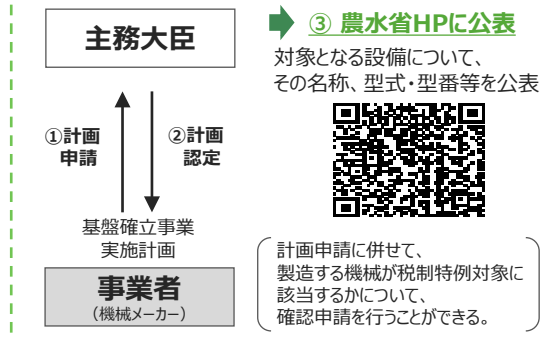 主務大臣
①計画
申請
②計画
認定
基盤確立事業
実施計画
事業者
（機械メーカー）
③ 農水省HPに公表
対象となる設備について、
その名称、型式・型番等を公表
計画申請に併せて、
製造する機械が税制特例対象に
該当するかについて、
確認申請を行うことができる。